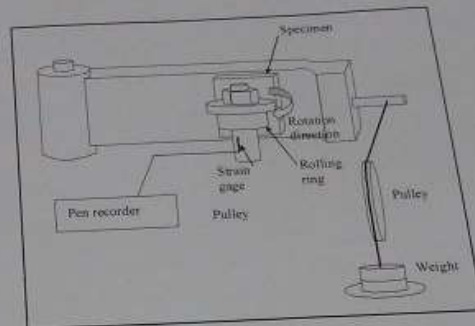 Specimen
Rotation
direction
Strain
gage
Rolling
ring
Pen recorder
Pulley
Pulley
Weight